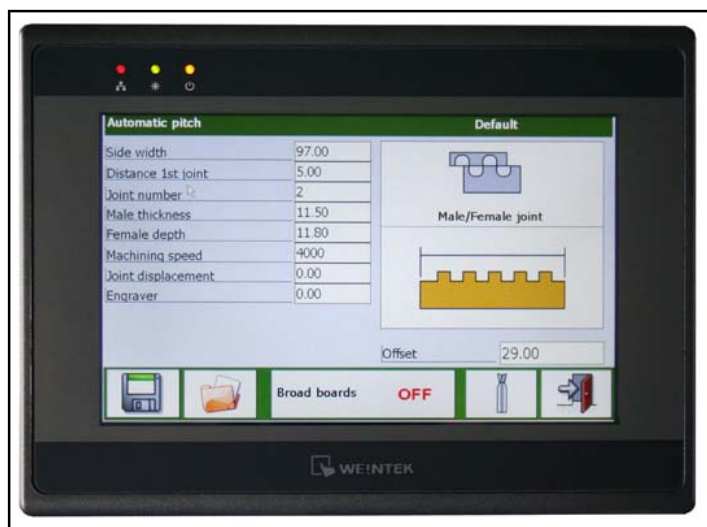 Automatic pitch Default
Side width 97.00
Distance 1st joint 5.00
Joint number 2
Male thickness 11.50
Female depth 11.80
Machining speed 4000
Joint displacement 0.00
Engraver 0.00
Male/Female joint
Offset 29.00
Broad boards OFF
WEINTEK